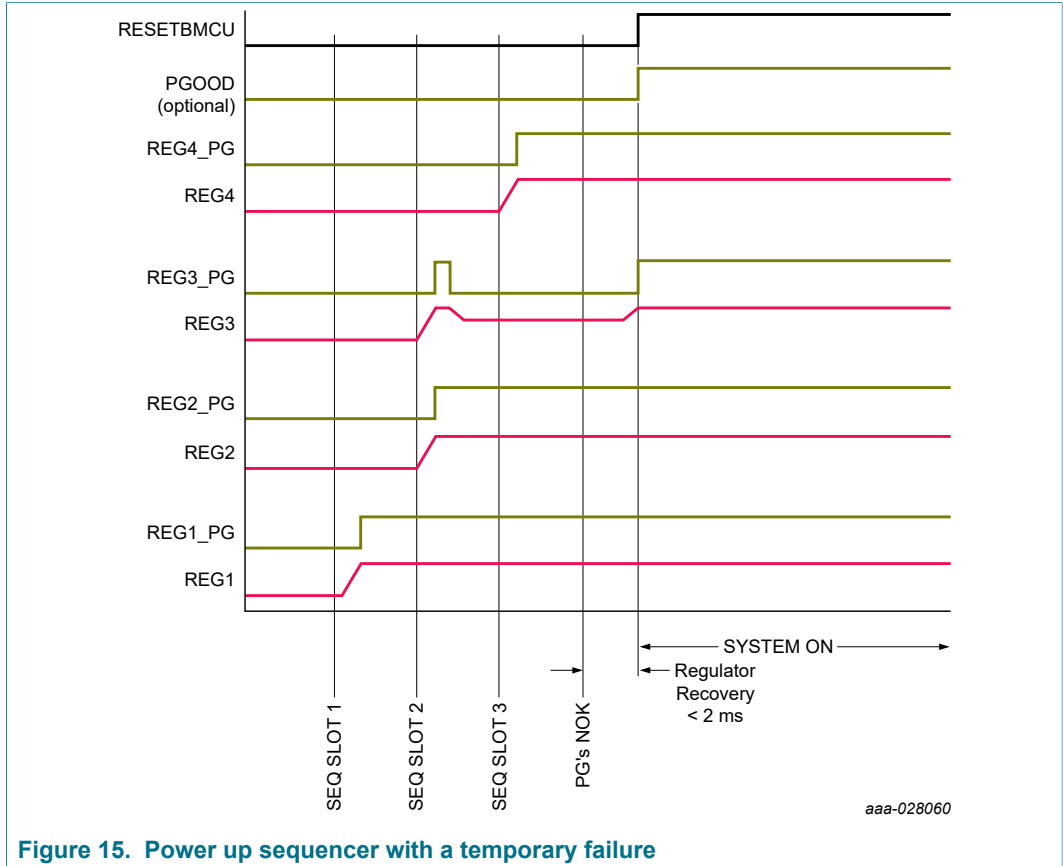 RESETBMCU
PGOOD
(optional)
REG4_PG
REG4
REG3_PG
REG3
REG2_PG
REG2
REG1_PG
REG1
SYSTEM ON
Regulator
Recovery
< 2 ms
SEQ SLOT 1
SEQ SLOT 2
SEQ SLOT 3
PG's NOK
aaa-028060
Figure 15. Power up sequencer with a temporary failure